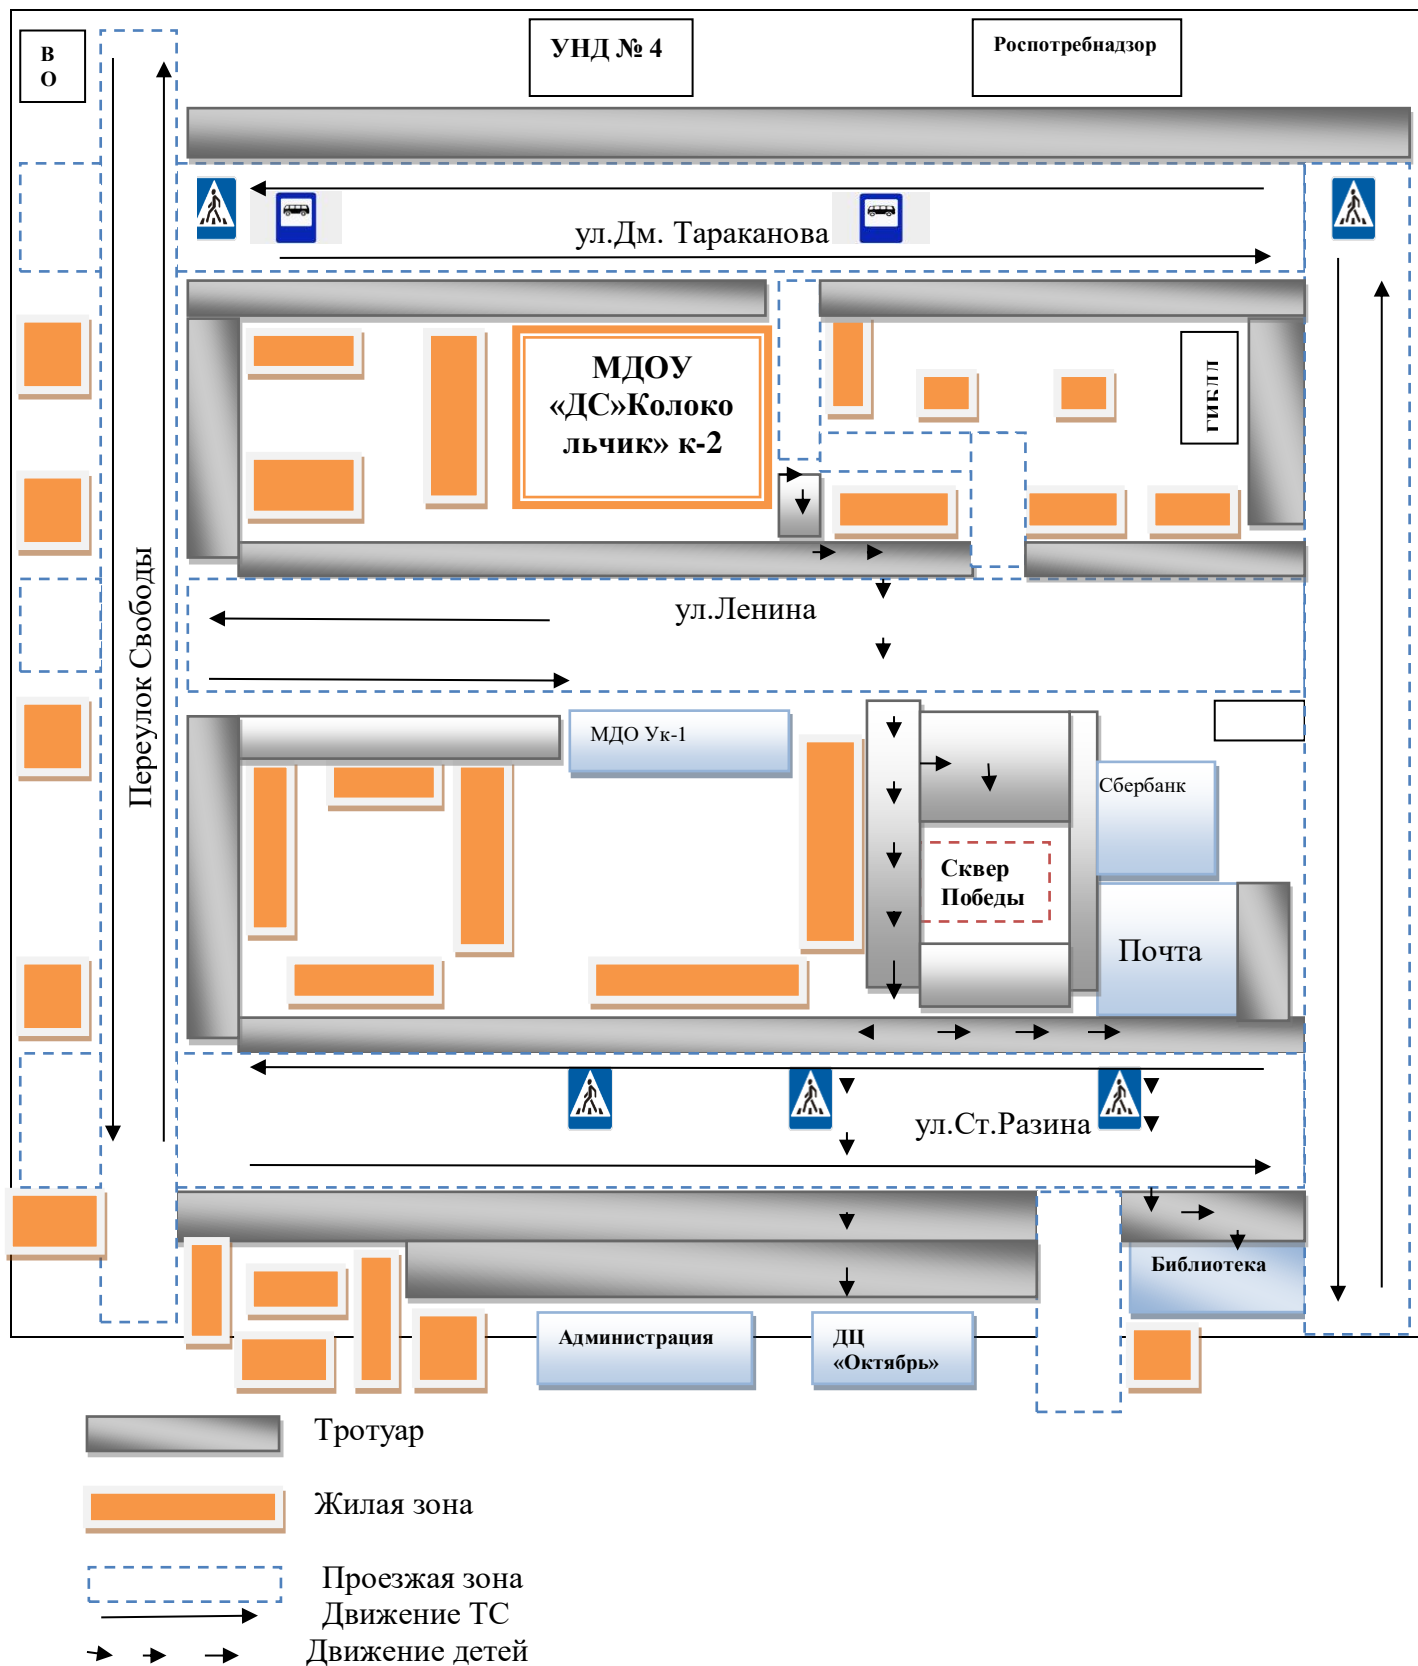 В
О
УНД № 4
Роспотребнадзор
ул.Дм. Тараканова
МДОУ
«ДС»Колоко
льчик» к-2
ГИБДД
Переулок Свободы
ул.Ленина
МДО Ук-1
Сбербанк
Сквер
Победы
Почта
ул.Ст.Разина
Библиотека
Администрация
ДЦ
«Октябрь»
Тротуар
Жилая зона
Проезжая зона
Движение ТС
Движение детей